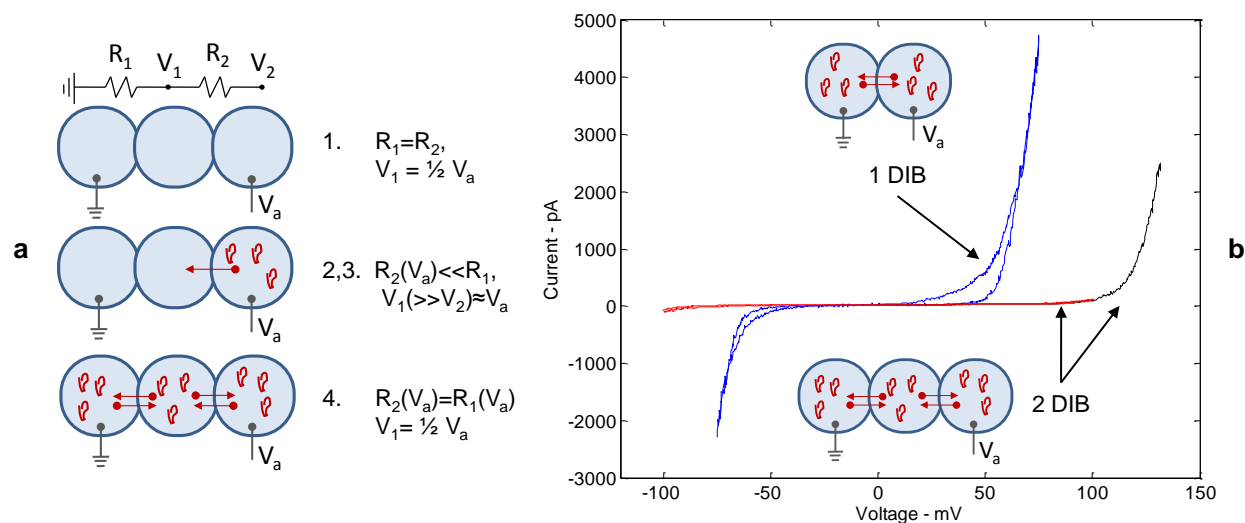 R1 V1 R2 V2
1. R1=R2,
V1 = ½ Va
Va
a
2,3. R2(Va)<<R1,
V1(>>V2)≈Va
Va
4. R2(Va)=R1(Va)
V1= ½ Va
Va
b
Current - pA
5000
4000
3000
2000
1000
0
-1000
-2000
-3000
Va
1 DIB
2 DIB
Va
-100 -50 0 50 100 150
Voltage - mV